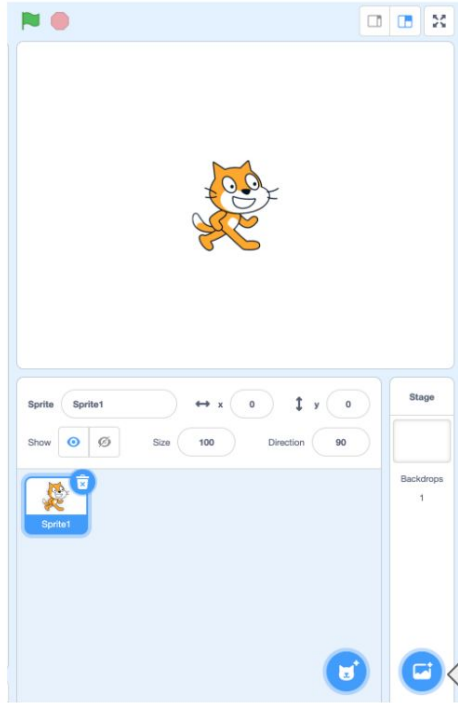 Sprite Sprite1 x 0 y 0
Stage
Show Size 100 Direction 90
Backdrops
1
Sprite1